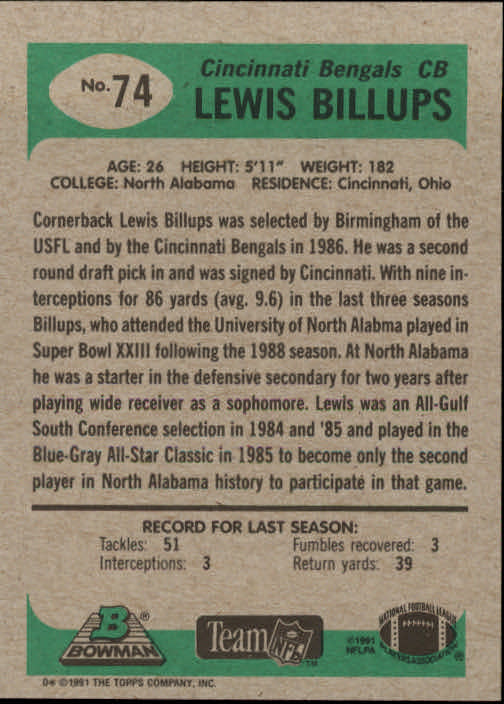 No. 74
Cincinnati Bengals CB
LEWIS BILLUPS
AGE: 26 HEIGHT: 5'11" WEIGHT: 182
COLLEGE: North Alabama RESIDENCE: Cincinnati, Ohio
Cornerback Lewis Billups was selected by Birmingham of the
USFL and by the Cincinnati Bengals in 1986. He was a second
round draft pick in and was signed by Cincinnati. With nine in-
terceptions for 86 yards (avg. 9.6) in the last three seasons
Billups, who attended the University of North Alabma played in
Super Bowl XXIII following the 1988 season. At North Alabama
he was a starter in the defensive secondary for two years after
playing wide receiver as a sophomore. Lewis was an All-Gulf
South Conference selection in 1984 and '85 and played in the
Blue-Gray All-Star Classic in 1985 to become only the second
player in North Alabama history to participate in that game.
RECORD FOR LAST SEASON:
Tackles: 51 Fumbles recovered: 3
Interceptions: 3 Return yards: 39
B
BOWMAN®
Team NFL™
©1991
NFLPA
NATIONAL FOOTBALL LEAGUE
PLAYERS ASSOCIATION ®
D* ©1991 THE TOPPS COMPANY, INC.